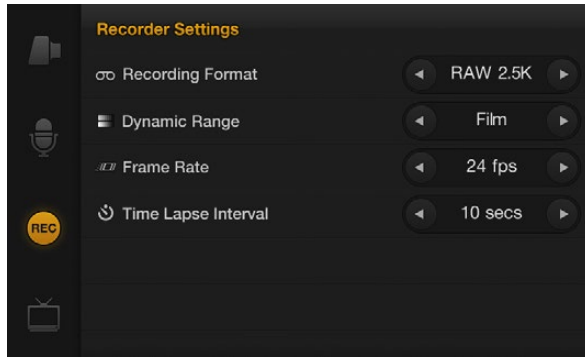 Recorder Settings
Recording Format RAW 2.5K
Dynamic Range Film
Frame Rate 24 fps
REC
Time Lapse Interval 10 secs